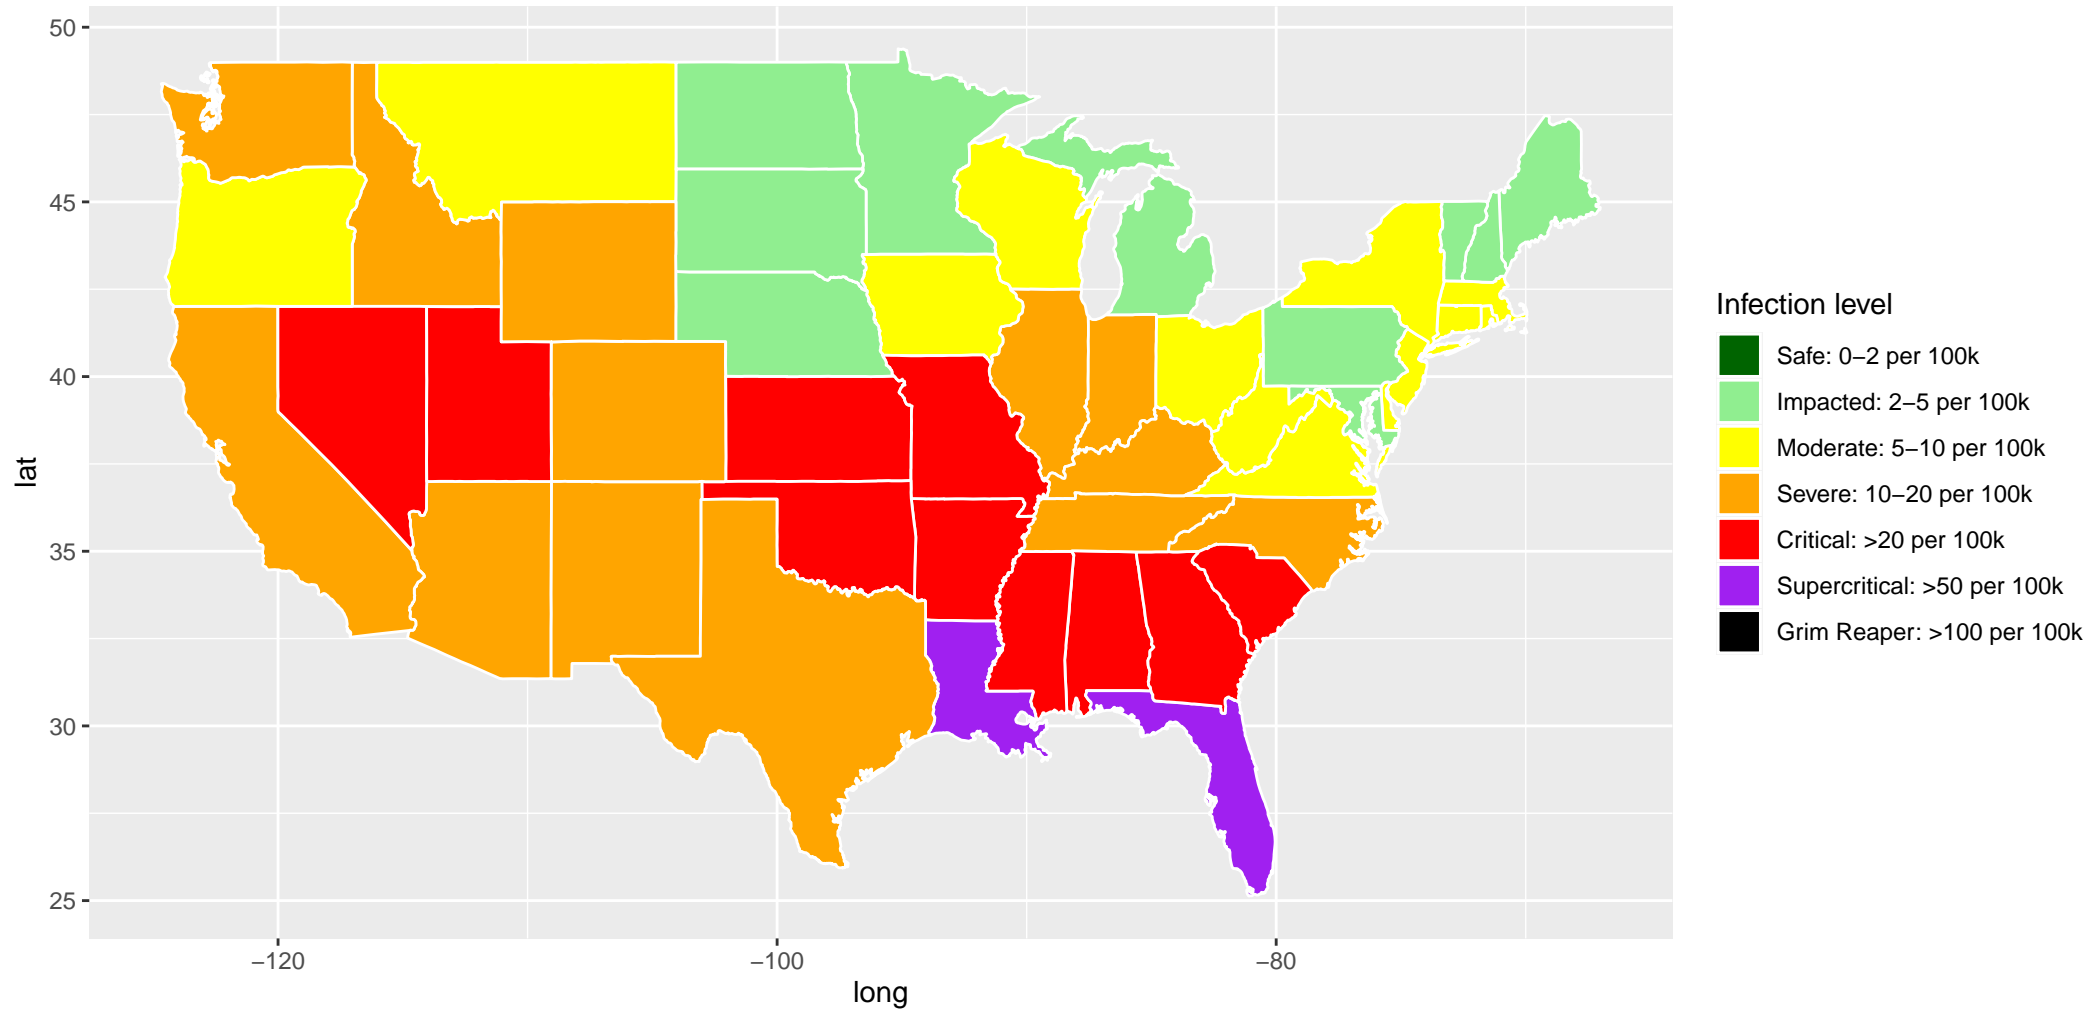 50
45
40
35
30
25
lat
−120
−100
−80
long
Infection level
Safe: 0−2 per 100k
Impacted: 2−5 per 100k
Moderate: 5−10 per 100k
Severe: 10−20 per 100k
Critical: >20 per 100k
Supercritical: >50 per 100k
Grim Reaper: >100 per 100k